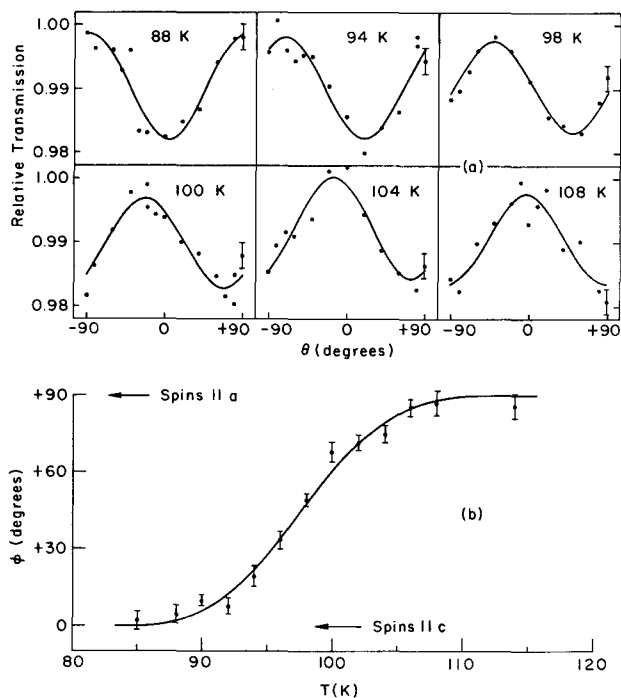 1.00
0.99
0.98
Relative Transmission
88 K
94 K
98 K
(a)
1.00
0.99
0.98
100 K
104 K
108 K
-90 0 +90
-90 0 +90
-90 0 +90
θ (degrees)
+90
+60
+30
0
ϕ (degrees)
← Spins II a
(b)
← Spins II c
80 90 100 110 120
T(K)